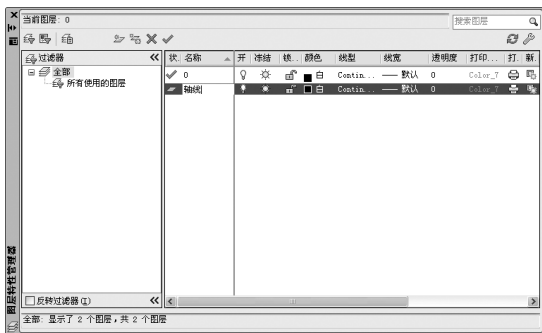 当前图层: 0
搜索图层
过滤器
状. 名称 开 冻结 锁.. 颜色 线型 线宽 透明度 打印... 打. 新.
全部
所有使用的图层
0 白 Contin... —— 默认 0 Color_7
轴线 白 Contin... —— 默认 0 Color_7
反转过滤器(I)
全部: 显示了 2 个图层，共 2 个图层
图层特性管理器